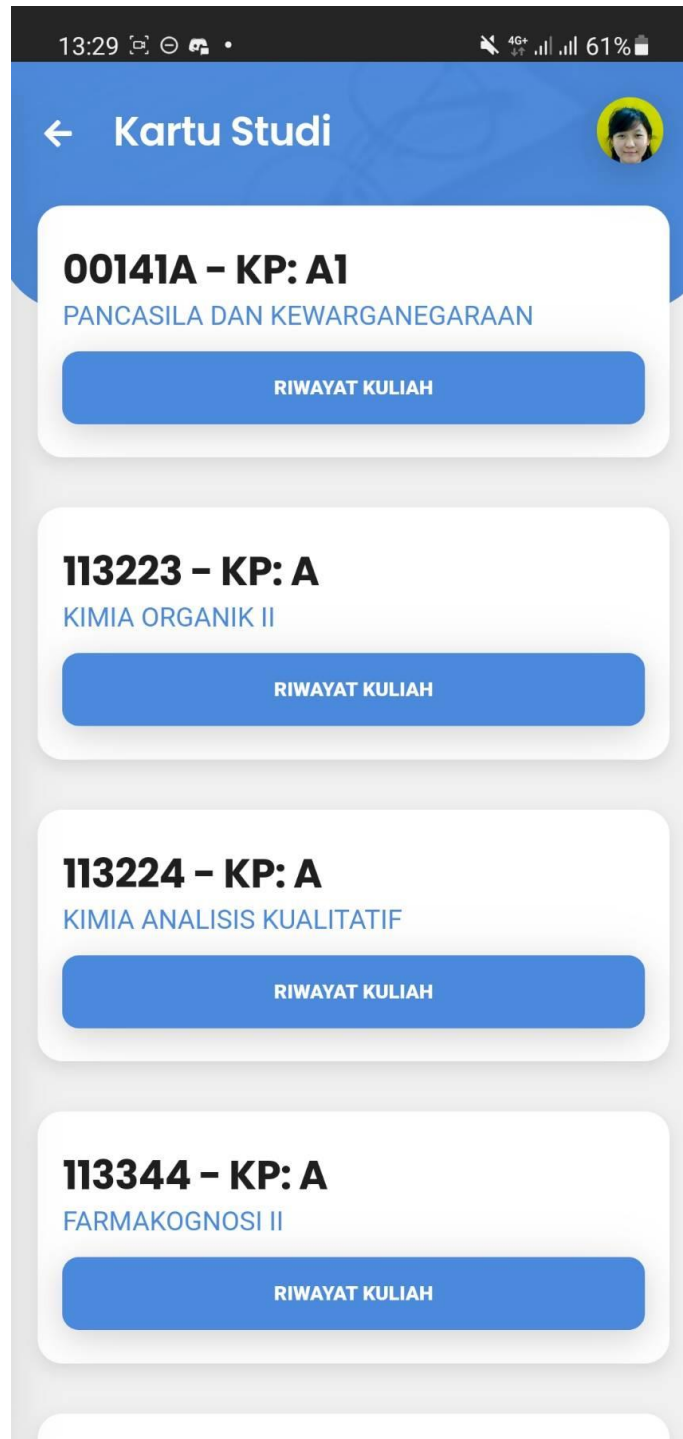 13:29
4G+
61%
Kartu Studi
00141A – KP: A1
PANCASILA DAN KEWARGANEGARAAN
RIWAYAT KULIAH
113223 – KP: A
KIMIA ORGANIK II
RIWAYAT KULIAH
113224 – KP: A
KIMIA ANALISIS KUALITATIF
RIWAYAT KULIAH
113344 – KP: A
FARMAKOGNOSI II
RIWAYAT KULIAH